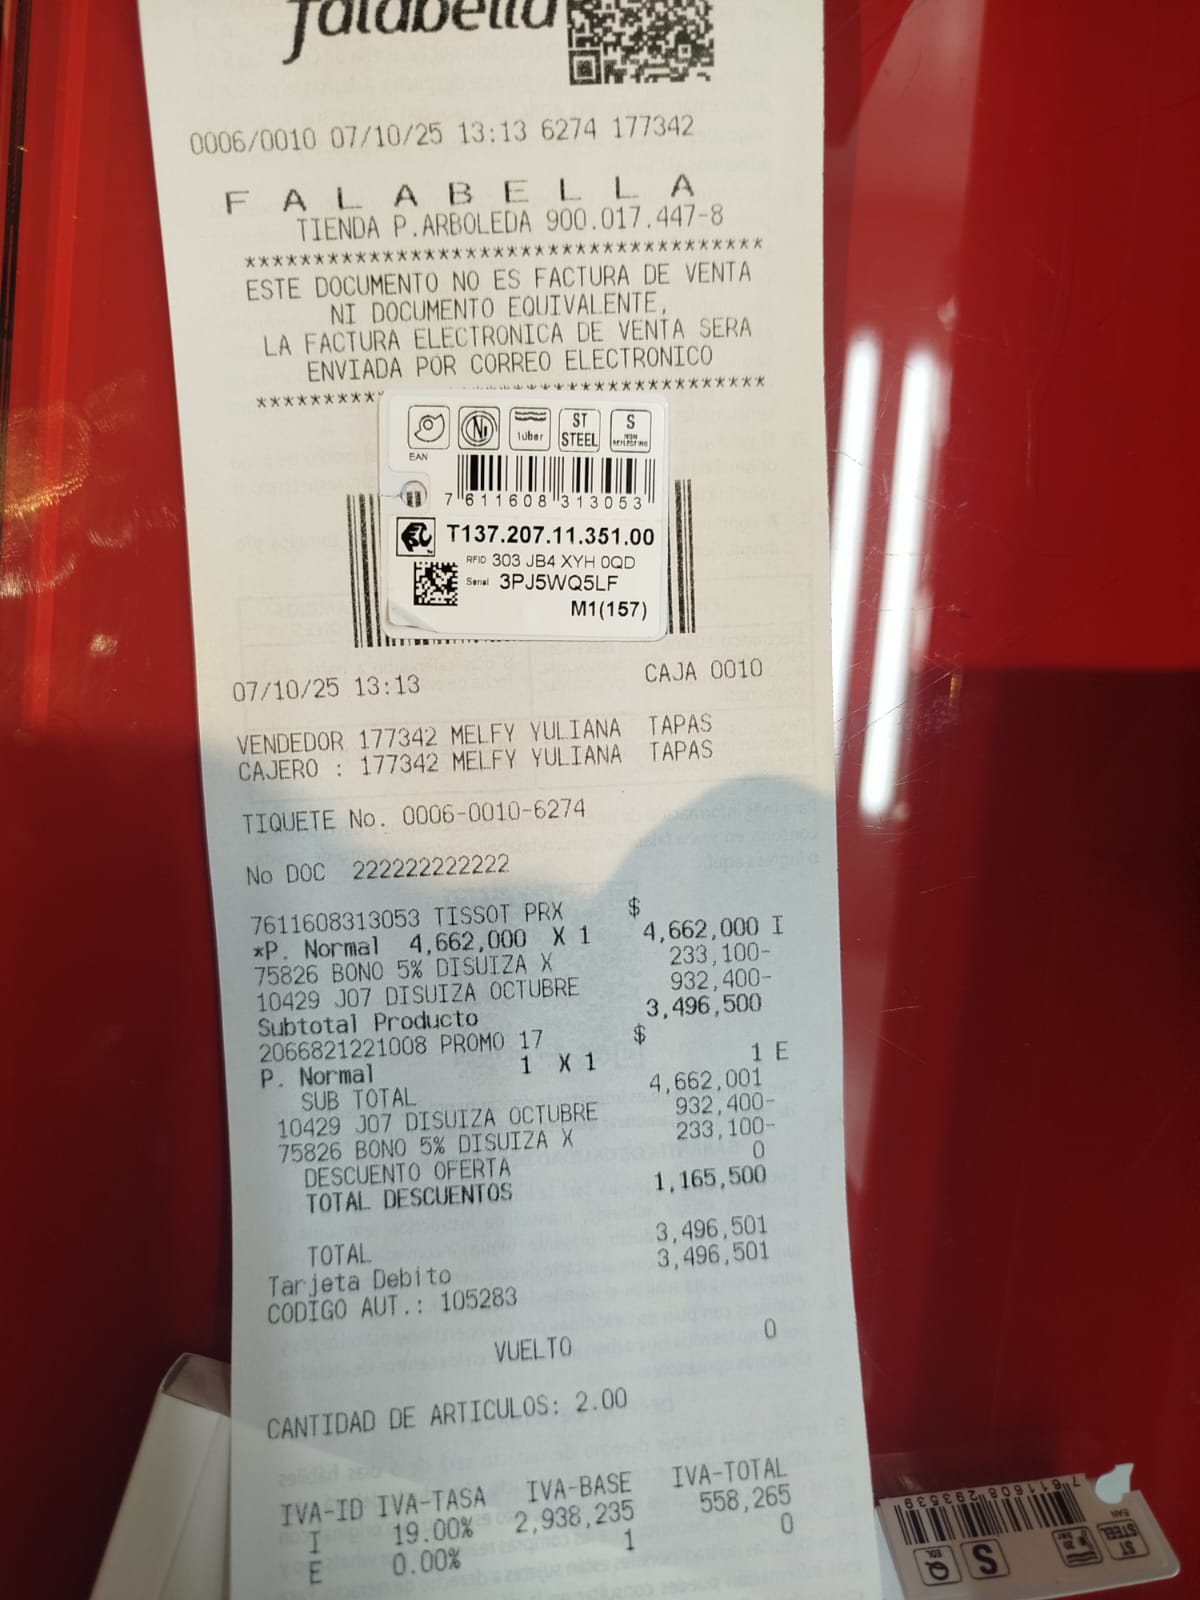 falabella
0006/0010 07/10/25 13:13 6274 177342
F A L A B E L L A
TIENDA P.ARBOLEDA 900.017.447-8
**************************************
ESTE DOCUMENTO NO ES FACTURA DE VENTA
NI DOCUMENTO EQUIVALENTE,
LA FACTURA ELECTRONICA DE VENTA SERA
ENVIADA POR CORREO ELECTRONICO
EAN
1uber
ST STEEL
S
NON REFLECTING
7 611608 313053
T137.207.11.351.00
RFID 303 JB4 XYH 0QD
Serial 3PJ5WQ5LF
M1(157)
07/10/25 13:13 CAJA 0010
VENDEDOR 177342 MELFY YULIANA TAPAS
CAJERO : 177342 MELFY YULIANA TAPAS
TIQUETE No. 0006-0010-6274
No DOC 222222222222
7611608313053 TISSOT PRX $
*P. Normal 4,662,000 X 1 4,662,000 I
75826 BONO 5% DISUIZA X 233,100-
10429 J07 DISUIZA OCTUBRE 932,400-
Subtotal Producto 3,496,500
2066821221008 PROMO 17 $
P. Normal 1 X 1 1 E
SUB TOTAL 4,662,001
10429 J07 DISUIZA OCTUBRE 932,400-
75826 BONO 5% DISUIZA X 233,100-
DESCUENTO OFERTA 0
TOTAL DESCUENTOS 1,165,500
TOTAL 3,496,501
Tarjeta Debito 3,496,501
CODIGO AUT.: 105283
VUELTO 0
CANTIDAD DE ARTICULOS: 2.00
IVA-ID IVA-TASA IVA-BASE IVA-TOTAL
I 19.00% 2,938,235 558,265
E 0.00% 1 0
7 611608 293539
EAN
ST STEEL
S
Q
EOL